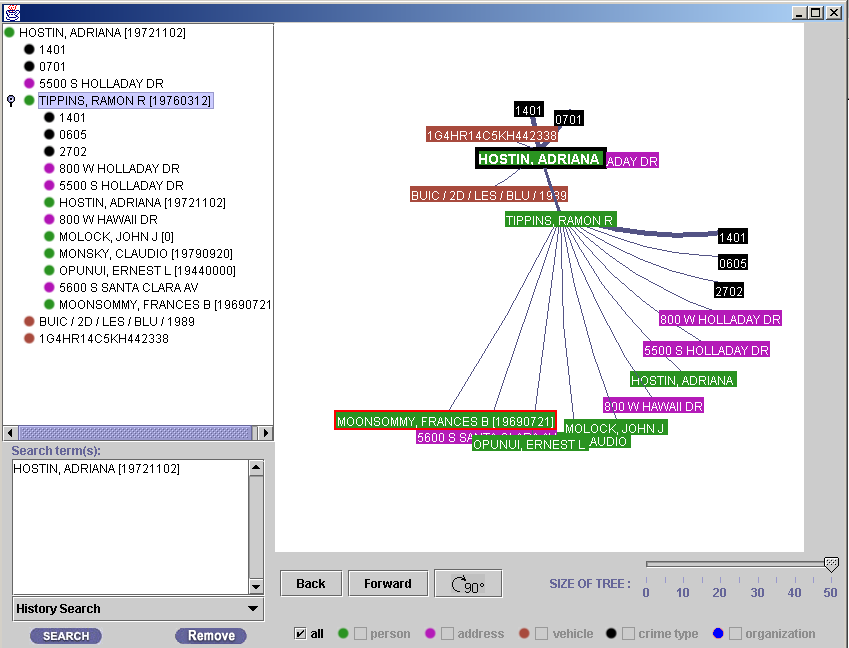 HOSTIN, ADRIANA [19721102]
1401
0701
5500 S HOLLADAY DR
TIPPINS, RAMON R [19760312]
1401
0605
2702
800 W HOLLADAY DR
5500 S HOLLADAY DR
HOSTIN, ADRIANA [19721102]
800 W HAWAII DR
MOLOCK, JOHN J [0]
MONSKY, CLAUDIO [19790920]
OPUNUI, ERNEST L [19440000]
5600 S SANTA CLARA AV
MOONSOMMY, FRANCES B [19690721
BUIC / 2D / LES / BLU / 1989
1G4HR14C5KH442338
Search term(s):
HOSTIN, ADRIANA [19721102]
History Search
SEARCH
Remove
1401
0701
1G4HR14C5KH442338
HOSTIN, ADRIANA
ADAY DR
BUIC / 2D / LES / BLU / 1989
TIPPINS, RAMON R
1401
0605
2702
800 W HOLLADAY DR
5500 S HOLLADAY DR
HOSTIN, ADRIANA
800 W HAWAII DR
MOONSOMMY, FRANCES B [19690721]
MOLOCK, JOHN J
5600 S SANTA CLARA AV
OPUNUI, ERNEST L
AUDIO
Back
Forward
90°
SIZE OF TREE :
0 10 20 30 40 50
all
person
address
vehicle
crime type
organization